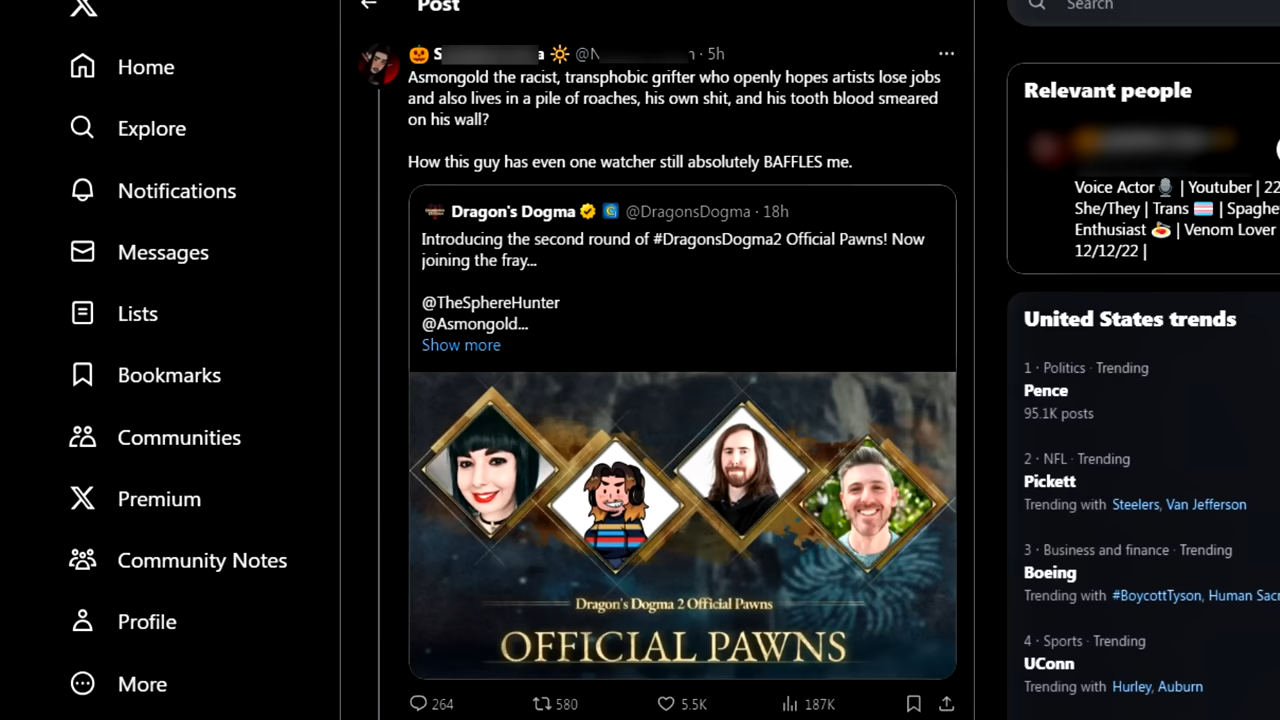 Home
Explore
Notifications
Messages
Lists
Bookmarks
Communities
Premium
Community Notes
Profile
More
Post
🎃 S a 🔆 @N n · 5h
Asmongold the racist, transphobic grifter who openly hopes artists lose jobs
and also lives in a pile of roaches, his own shit, and his tooth blood smeared
on his wall?
How this guy has even one watcher still absolutely BAFFLES me.
Dragon's Dogma @DragonsDogma · 18h
Introducing the second round of #DragonsDogma2 Official Pawns! Now
joining the fray...
@TheSphereHunter
@Asmongold...
Show more
Dragon's Dogma 2 Official Pawns
OFFICIAL PAWNS
264 580 5.5K 187K
Search
Relevant people
Voice Actor🎙️ | Youtuber | 22
She/They | Trans 🏳️‍⚧️ | Spaghe
Enthusiast 🍝 | Venom Lover
12/12/22 |
United States trends
1 · Politics · Trending
Pence
95.1K posts
2 · NFL · Trending
Pickett
Trending with Steelers, Van Jefferson
3 · Business and finance · Trending
Boeing
Trending with #BoycottTyson, Human Sacr
4 · Sports · Trending
UConn
Trending with Hurley, Auburn